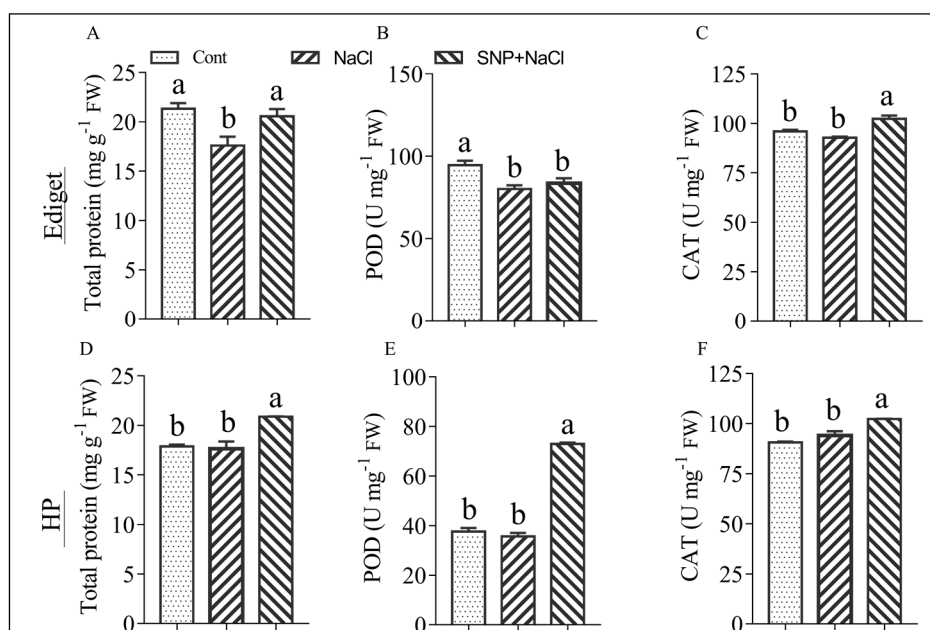 A
B
C
Cont
NaCl
SNP+NaCl
Ediget
Total protein (mg g⁻¹ FW)
25
20
15
10
5
0
a
b
a
POD (U mg⁻¹ FW)
150
100
50
0
a
b
b
CAT (U mg⁻¹ FW)
125
100
75
50
25
0
b
b
a
D
E
F
HP
Total protein (mg g⁻¹ FW)
25
20
15
10
5
0
b
b
a
POD (U mg⁻¹ FW)
100
80
60
40
20
0
b
b
a
CAT (U mg⁻¹ FW)
125
100
75
50
25
0
b
b
a